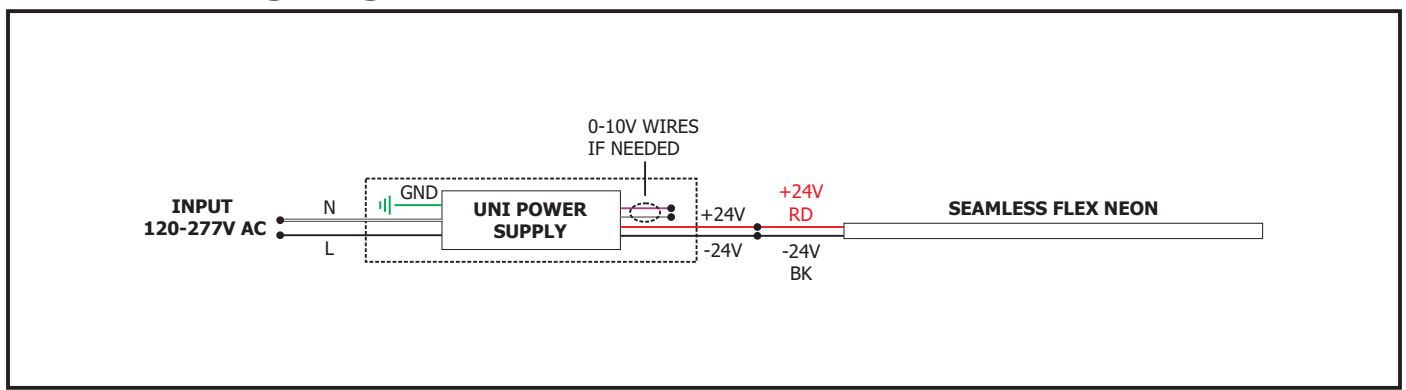 0-10V WIRES
IF NEEDED
INPUT
120-277V AC
N
L
GND
UNI POWER
SUPPLY
+24V
-24V
+24V
RD
-24V
BK
SEAMLESS FLEX NEON